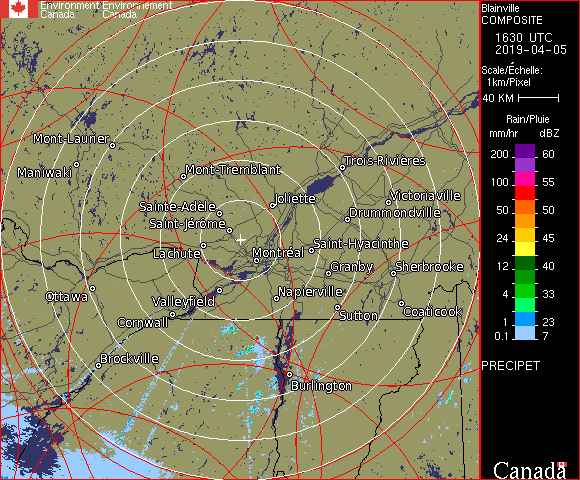 Environment Environnement
Canada Canada
Blainville
COMPOSITE
1630 UTC
2019-04-05
Scale/Échelle:
1km/Pixel
40 KM
Rain/Pluie
mm/hr dBZ
200 60
100 55
50 50
24 45
12 40
4 33
1 23
0.1 7
PRECIPET
Canada
Mont-Laurier
Maniwaki
Mont-Tremblant
Trois-Rivières
Joliette
Victoriaville
Sainte-Adèle
Drummondville
Saint-Jérôme
Saint-Hyacinthe
Lachute
Montréal
Granby
Sherbrooke
Ottawa
Valleyfield
Napierville
Cornwall
Sutton
Coaticook
Brockville
Burlington